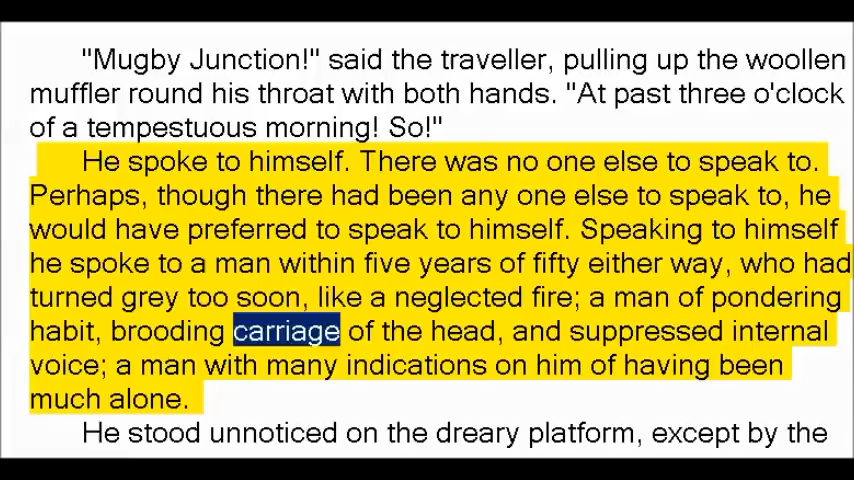 "Mugby Junction!" said the traveller, pulling up the woollen
muffler round his throat with both hands. "At past three o'clock
of a tempestuous morning! So!"
He spoke to himself. There was no one else to speak to.
Perhaps, though there had been any one else to speak to, he
would have preferred to speak to himself. Speaking to himself
he spoke to a man within five years of fifty either way, who had
turned grey too soon, like a neglected fire; a man of pondering
habit, brooding carriage of the head, and suppressed internal
voice; a man with many indications on him of having been
much alone.
He stood unnoticed on the dreary platform, except by the